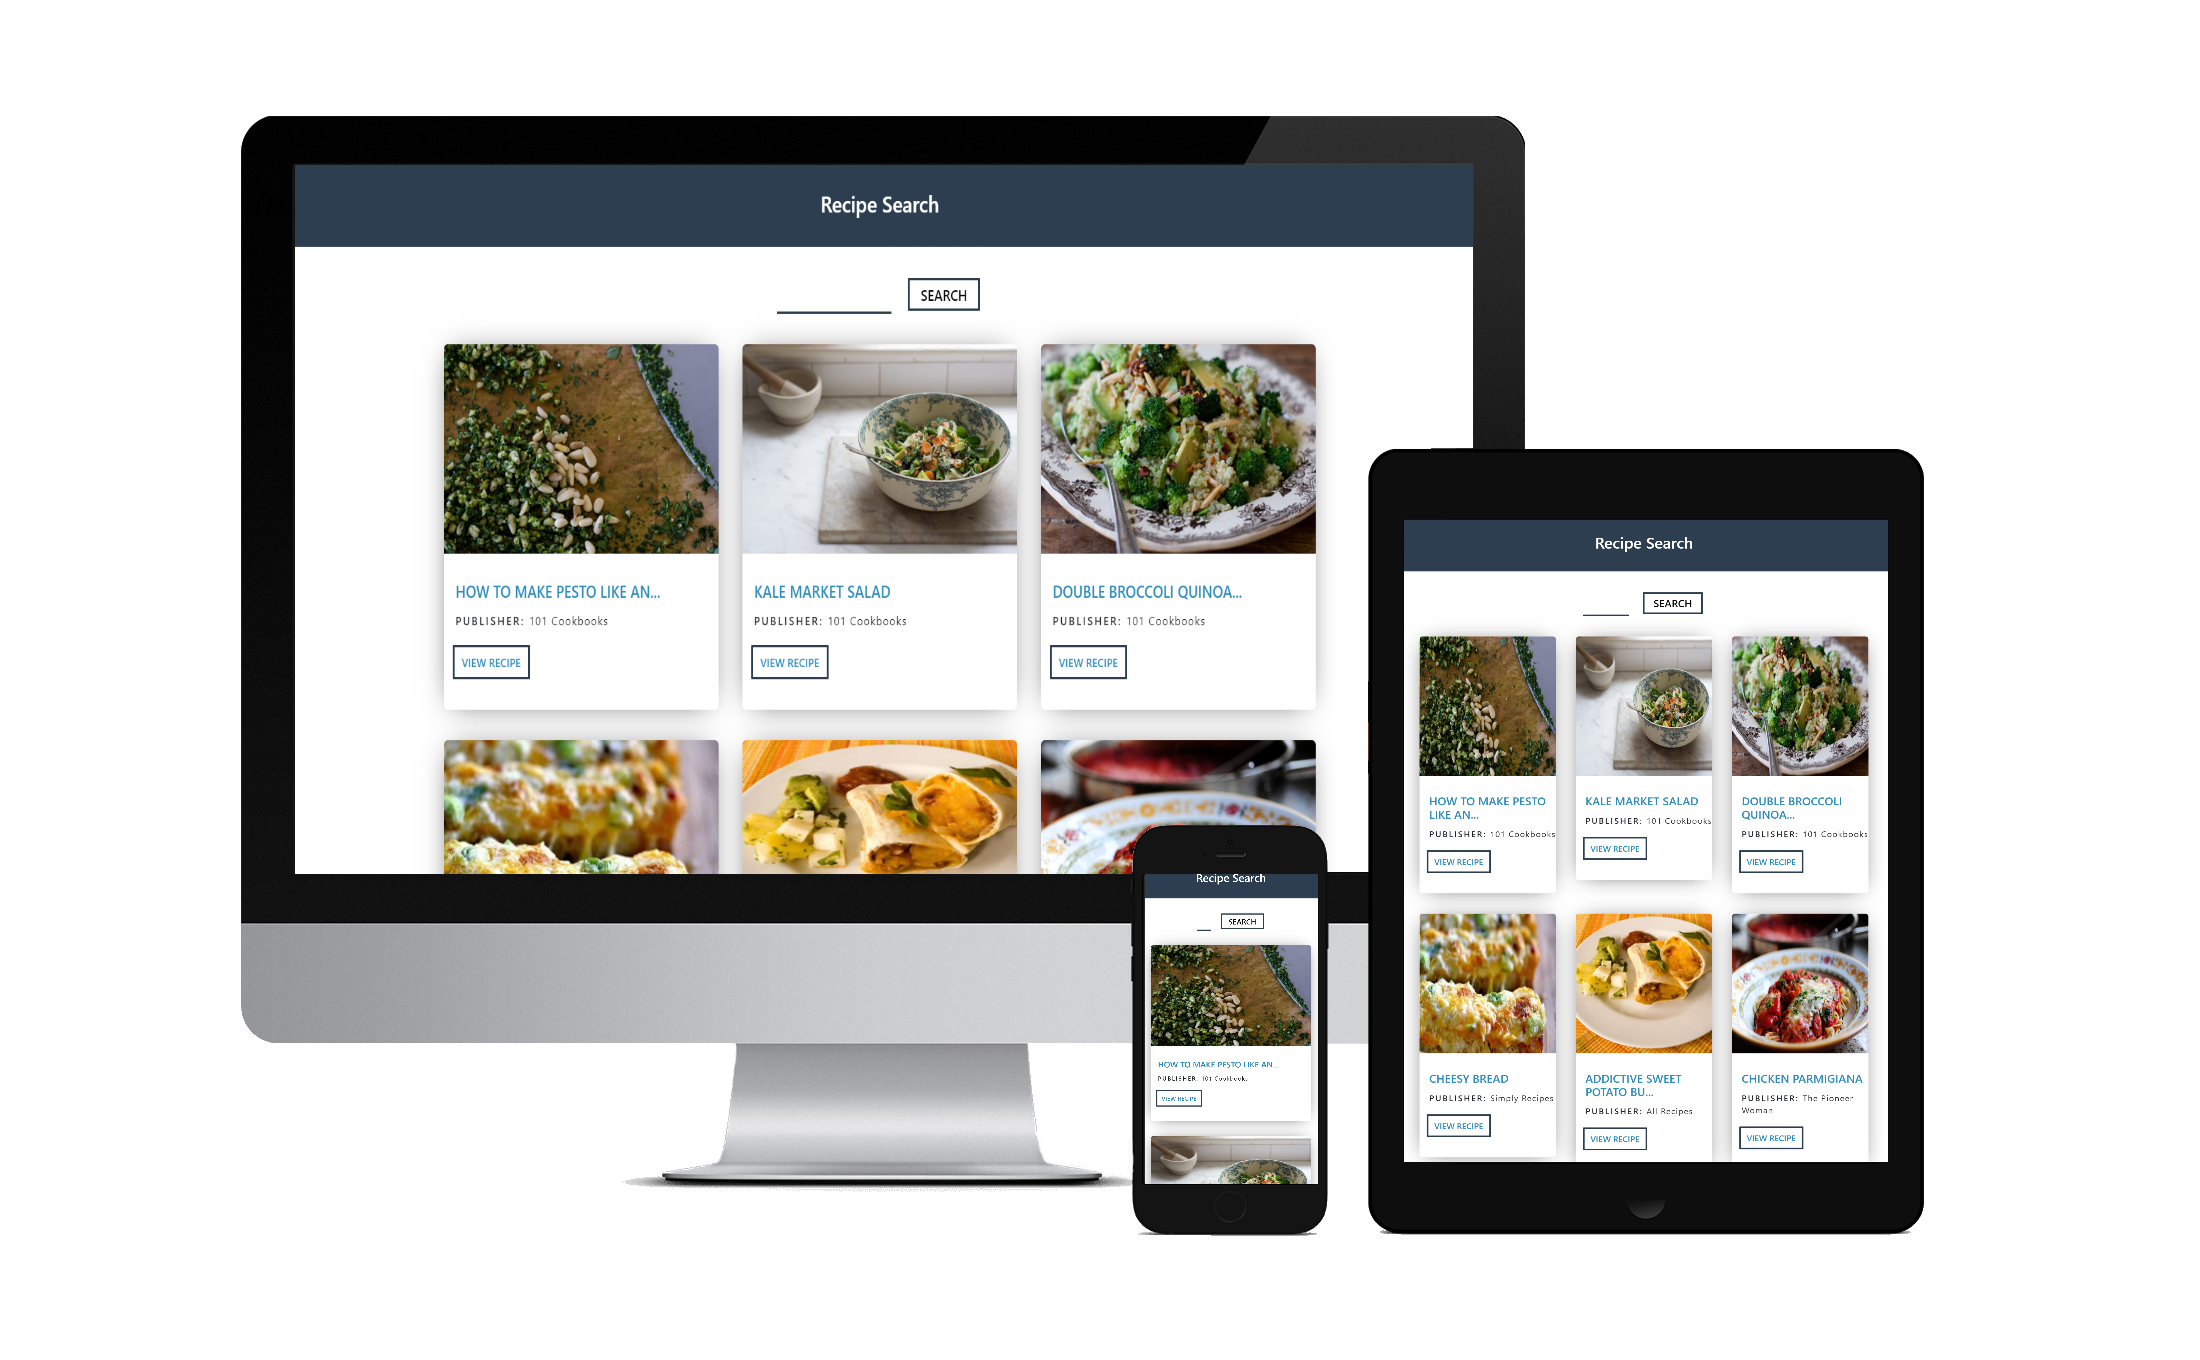 Recipe Search
SEARCH
HOW TO MAKE PESTO LIKE AN...
PUBLISHER: 101 Cookbooks
VIEW RECIPE
KALE MARKET SALAD
PUBLISHER: 101 Cookbooks
VIEW RECIPE
DOUBLE BROCCOLI QUINOA...
PUBLISHER: 101 Cookbooks
VIEW RECIPE
Recipe Search
SEARCH
HOW TO MAKE PESTO LIKE AN...
PUBLISHER: 101 Cookbooks
VIEW RECIPE
Recipe Search
SEARCH
HOW TO MAKE PESTO
LIKE AN...
PUBLISHER: 101 Cookbooks
VIEW RECIPE
KALE MARKET SALAD
PUBLISHER: 101 Cookbooks
VIEW RECIPE
DOUBLE BROCCOLI
QUINOA...
PUBLISHER: 101 Cookbooks
VIEW RECIPE
CHEESY BREAD
PUBLISHER: Simply Recipes
VIEW RECIPE
ADDICTIVE SWEET
POTATO BU...
PUBLISHER: All Recipes
VIEW RECIPE
CHICKEN PARMIGIANA
PUBLISHER: The Pioneer
Woman
VIEW RECIPE